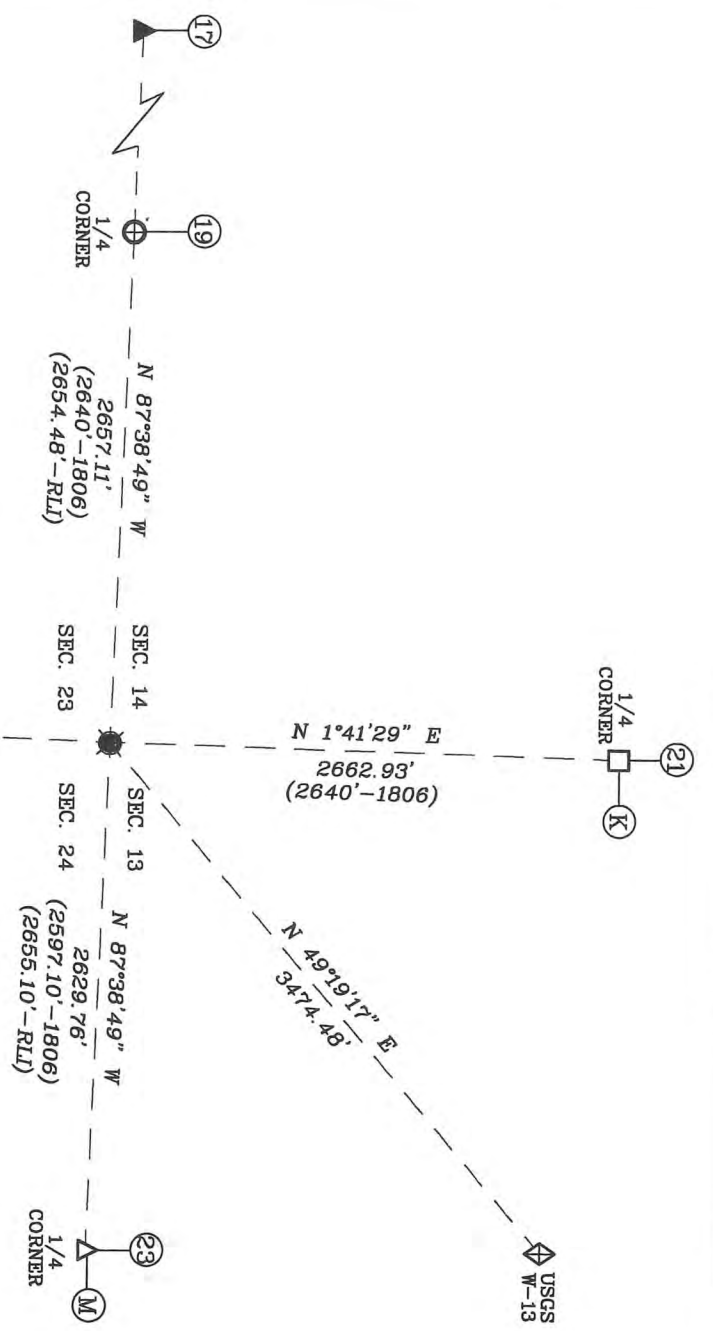 17
19
1/4
CORNER
N 87°38'49" W
2657.11'
(2640'-1806)
(2654.48'-RLI)
SEC. 14
SEC. 23
1/4
CORNER
21
K
N 1°41'29" E
2662.93'
(2640'-1806)
SEC. 13
SEC. 24
N 49°19'17" E
3474.48'
USGS
W-13
N 87°38'49" W
2629.76'
(2597.10'-1806)
(2655.10'-RLI)
23
1/4
CORNER
M